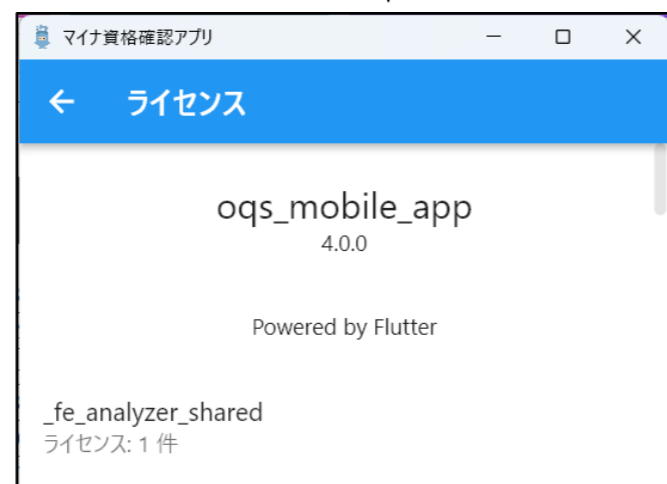 マイナ資格確認アプリ
ライセンス
oqs_mobile_app
4.0.0
Powered by Flutter
_fe_analyzer_shared
ライセンス: 1 件